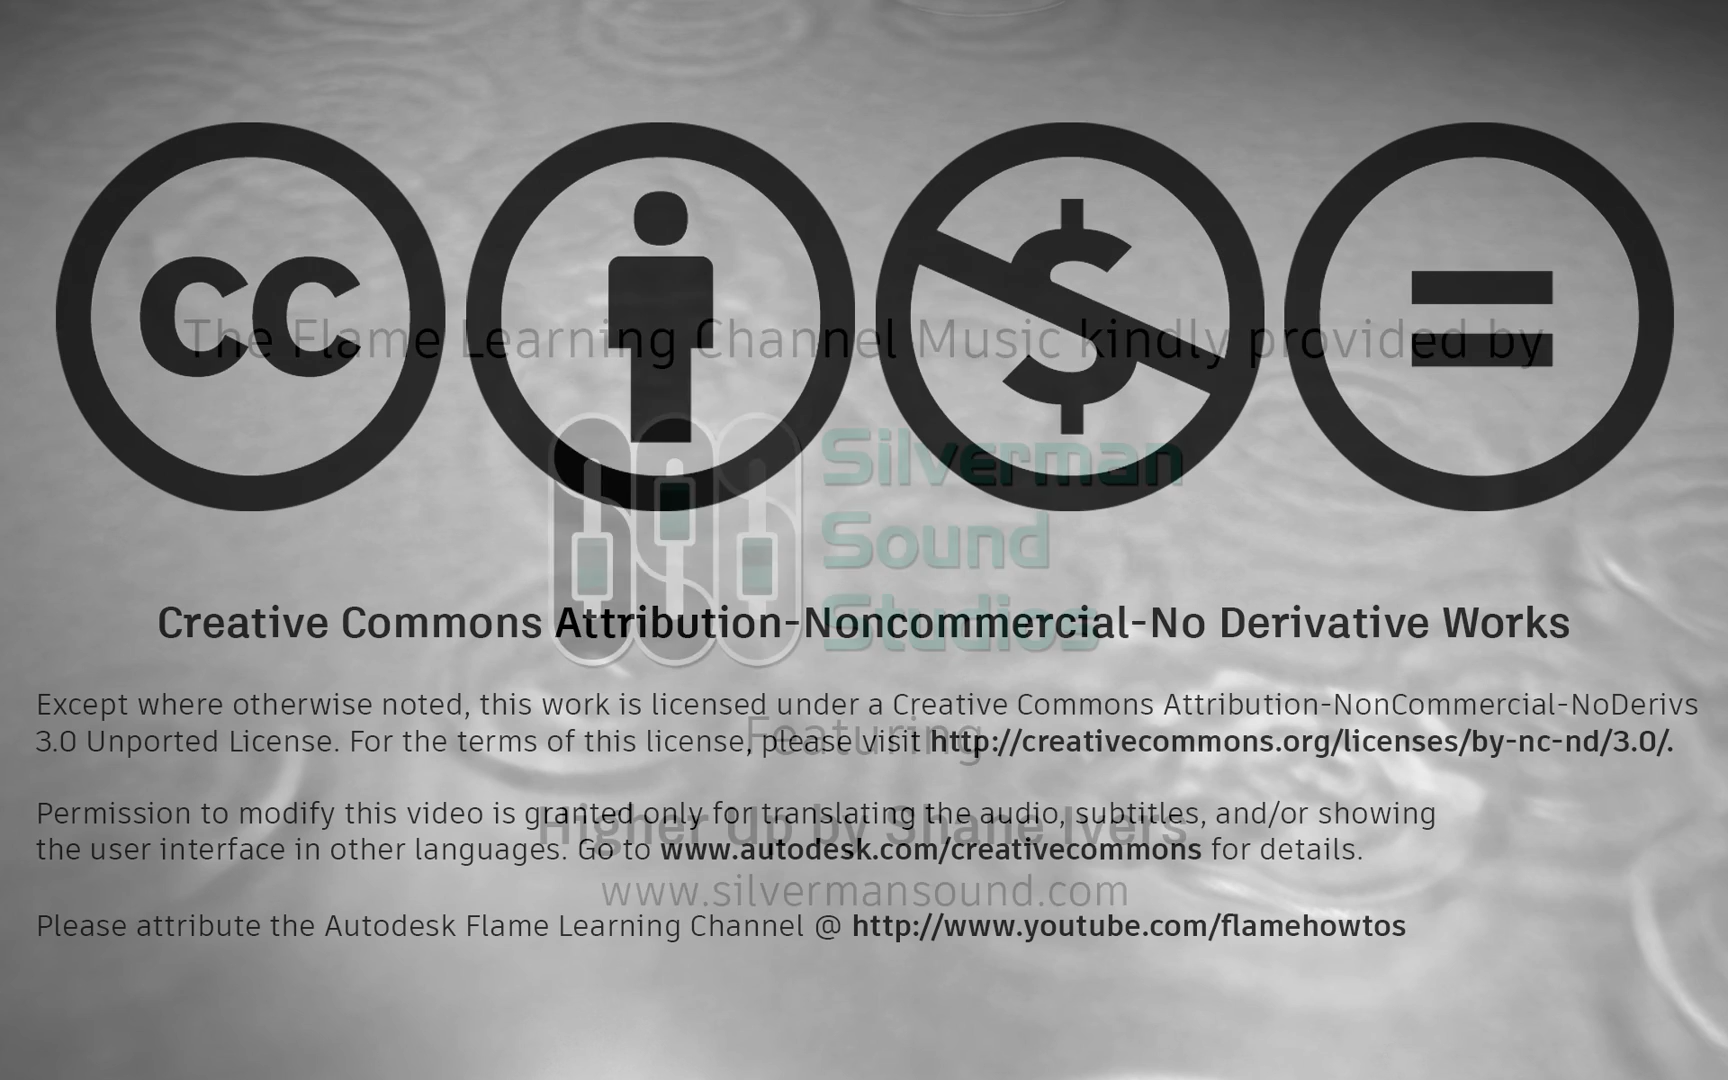 cc
The Flame Learning Channel Music kindly provided by
Silverman
Sound
Studios
Creative Commons Attribution-Noncommercial-No Derivative Works
Except where otherwise noted, this work is licensed under a Creative Commons Attribution-NonCommercial-NoDerivs
3.0 Unported License. For the terms of this license, please visit http://creativecommons.org/licenses/by-nc-nd/3.0/.
Featuring
Permission to modify this video is granted only for translating the audio, subtitles, and/or showing
Higher Up by Shane Ivers
the user interface in other languages. Go to www.autodesk.com/creativecommons for details.
www.silvermansound.com
Please attribute the Autodesk Flame Learning Channel @ http://www.youtube.com/flamehowtos